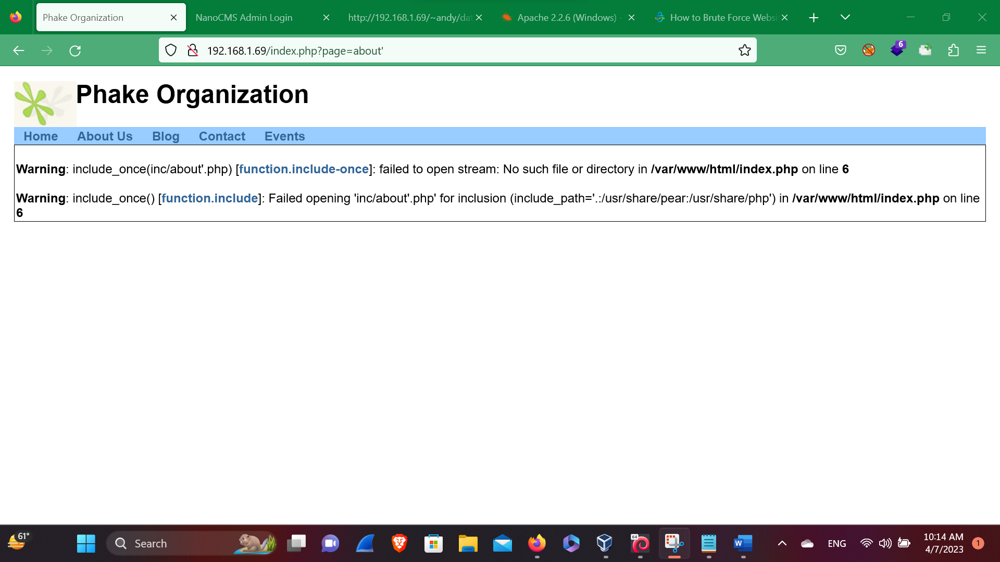 Phake Organization
NanoCMS Admin Login
http://192.168.1.69/~andy/dat
Apache 2.2.6 (Windows) -
How to Brute Force Websi
192.168.1.69/index.php?page=about'
6
Phake Organization
Home About Us Blog Contact Events
Warning: include_once(inc/about'.php) [function.include-once]: failed to open stream: No such file or directory in /var/www/html/index.php on line 6
Warning: include_once() [function.include]: Failed opening 'inc/about'.php' for inclusion (include_path='.:/usr/share/pear:/usr/share/php') in /var/www/html/index.php on line
6
61°
Search
64
W
ENG
10:14 AM
4/7/2023
1